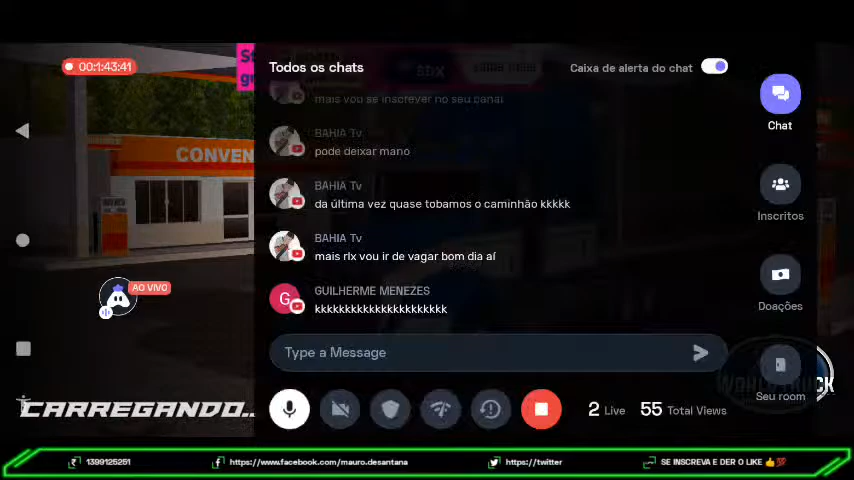 00:1:43:41
Todos os chats
Caixa de alerta do chat
mais vou se inscrever no seu banal
BAHIA Tv
pode deixar mano
BAHIA Tv
da última vez quase tobamos o caminhão kkkkk
BAHIA Tv
mais rlx vou ir de vagar bom dia aí
GUILHERME MENEZES
kkkkkkkkkkkkkkkkkkkkkk
Type a Message
Chat
Inscritos
Doações
Seu room
CONVEN
AO VIVO
CARREGANDO..
WORLD TRUCK
2 Live
55 Total Views
1399125251
https://www.facebook.com/mauro.desantana
https://twitter
SE INSCREVA E DER O LIKE 👍💯